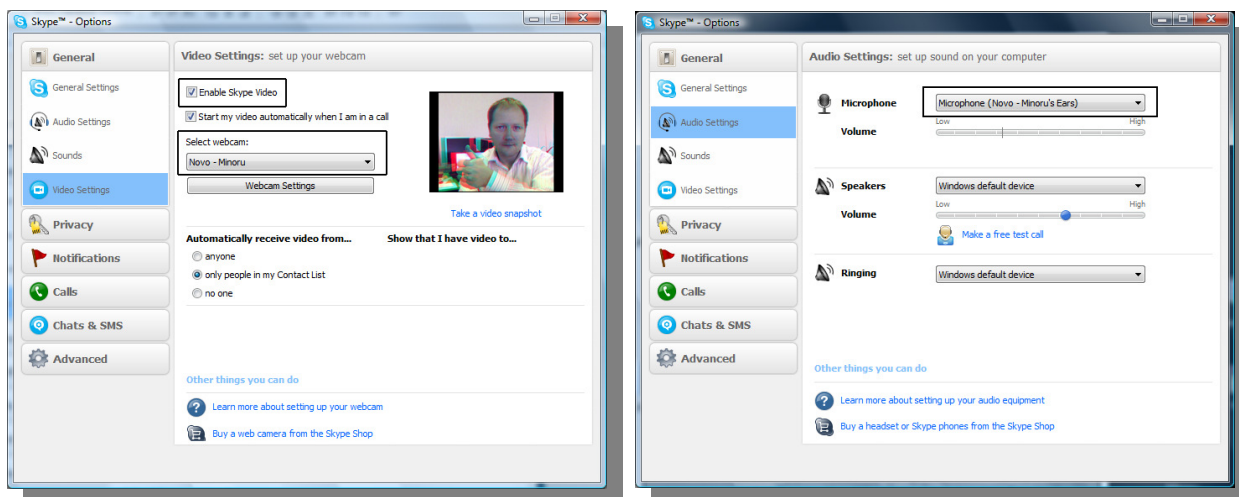 Skype™ - Options
General
General Settings
Audio Settings
Sounds
Video Settings
Privacy
Notifications
Calls
Chats & SMS
Advanced
Video Settings: set up your webcam
Enable Skype Video
Start my video automatically when I am in a call
Select webcam:
Novo - Minoru
Webcam Settings
Take a video snapshot
Automatically receive video from... Show that I have video to...
anyone
only people in my Contact List
no one
Other things you can do
Learn more about setting up your webcam
Buy a web camera from the Skype Shop
Skype™ - Options
General
General Settings
Audio Settings
Sounds
Video Settings
Privacy
Notifications
Calls
Chats & SMS
Advanced
Audio Settings: set up sound on your computer
Microphone Microphone (Novo - Minoru's Ears)
Low High
Volume
Speakers Windows default device
Low High
Volume
Make a free test call
Ringing Windows default device
Other things you can do
Learn more about setting up your audio equipment
Buy a headset or Skype phones from the Skype Shop